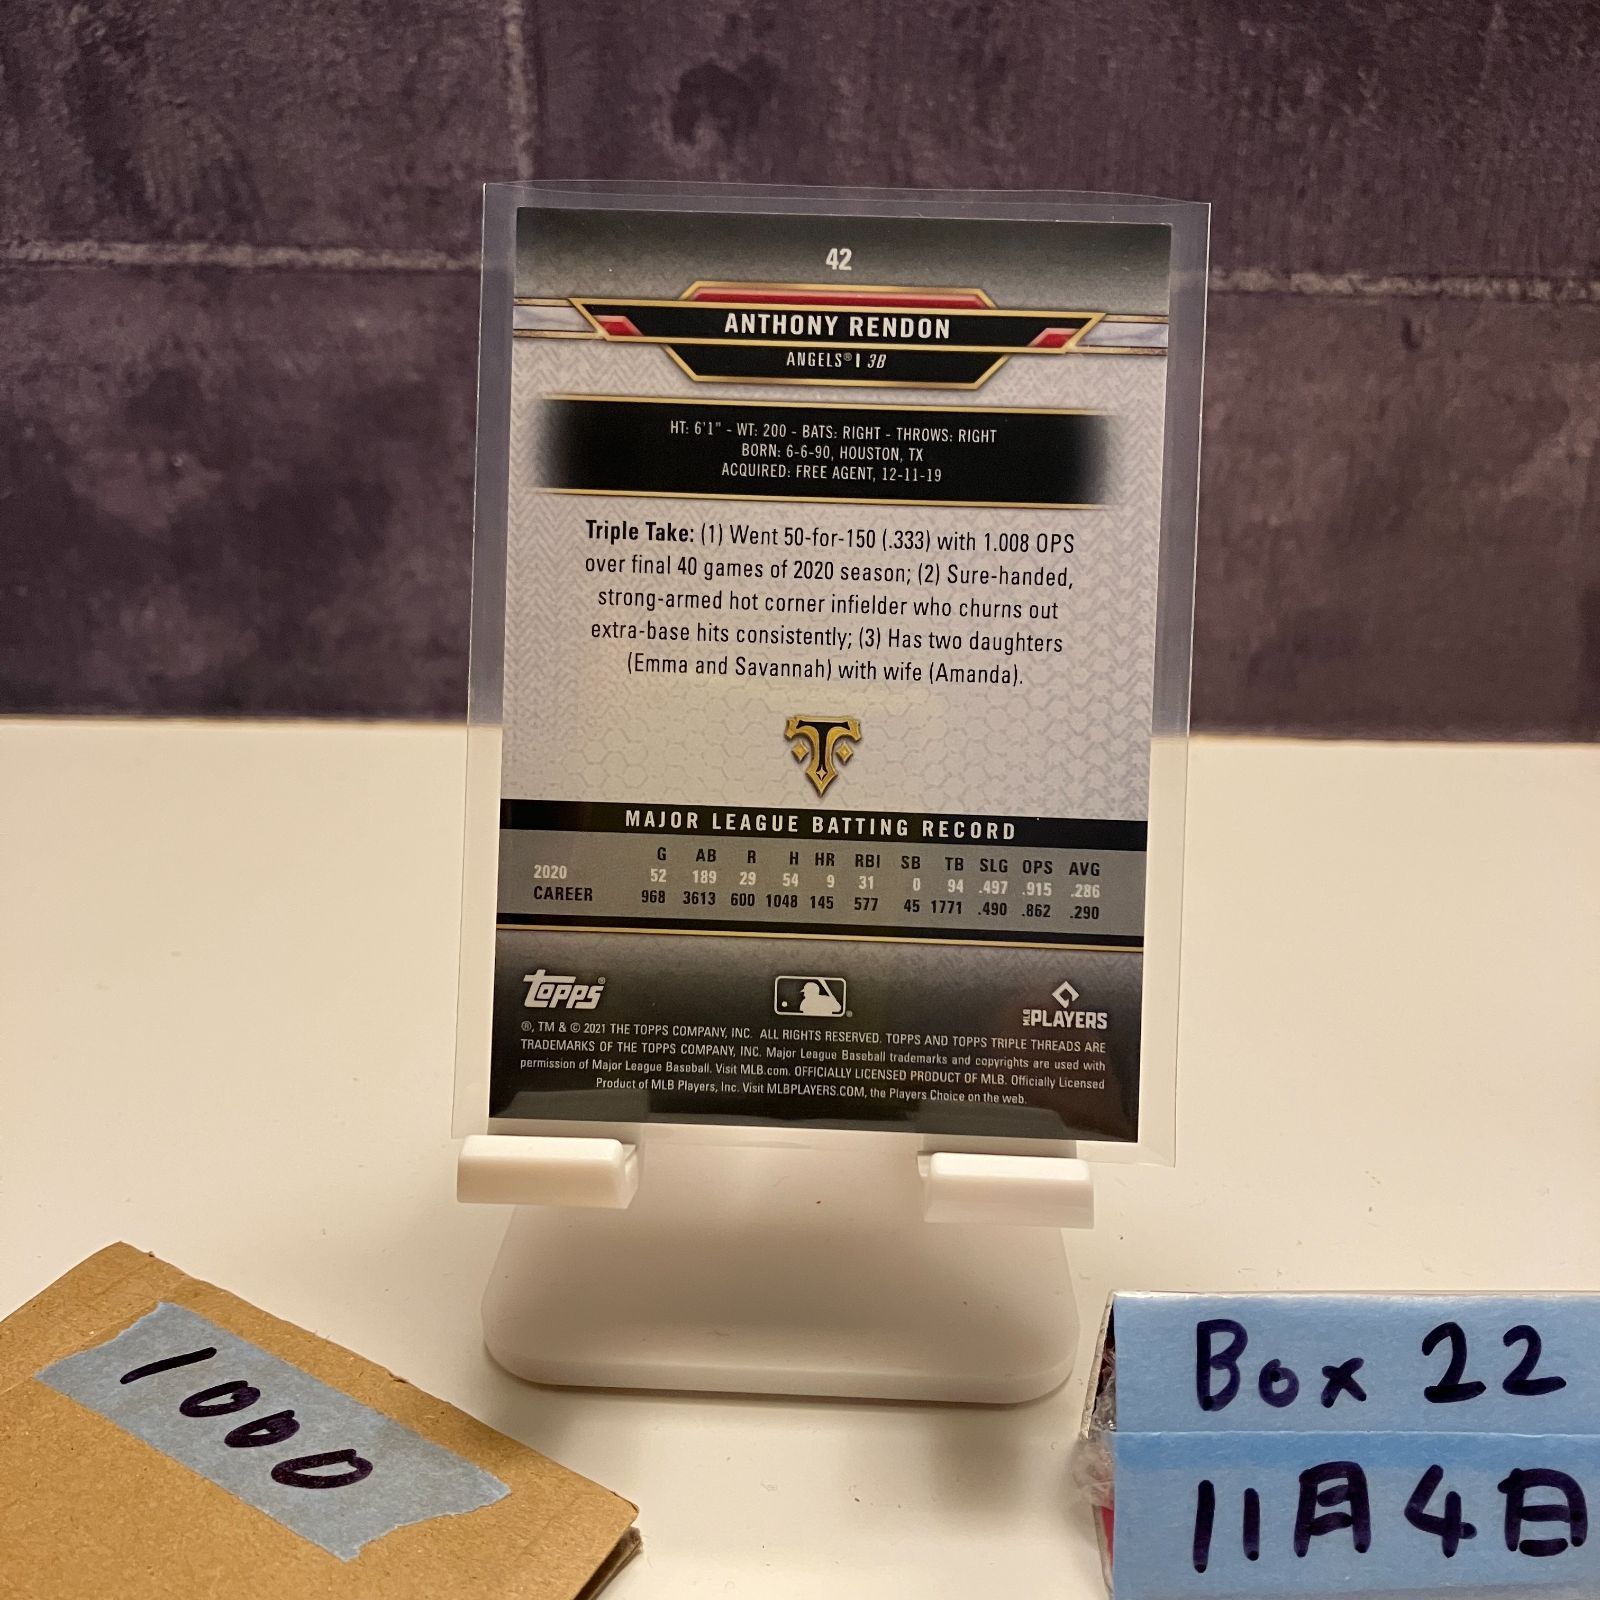 42
ANTHONY RENDON
ANGELS® | 3B
HT: 6'1" - WT: 200 - BATS: RIGHT - THROWS: RIGHT
BORN: 6-6-90, HOUSTON, TX
ACQUIRED: FREE AGENT, 12-11-19
Triple Take: (1) Went 50-for-150 (.333) with 1.008 OPS
over final 40 games of 2020 season; (2) Sure-handed,
strong-armed hot corner infielder who churns out
extra-base hits consistently; (3) Has two daughters
(Emma and Savannah) with wife (Amanda).
MAJOR LEAGUE BATTING RECORD
G AB R H HR RBI SB TB SLG OPS AVG
2020 52 189 29 54 9 31 0 94 .497 .915 .286
CAREER 968 3613 600 1048 145 577 45 1771 .490 .862 .290
Topps®
MLB PLAYERS
®, TM & © 2021 THE TOPPS COMPANY, INC. ALL RIGHTS RESERVED. TOPPS AND TOPPS TRIPLE THREADS ARE
TRADEMARKS OF THE TOPPS COMPANY, INC. Major League Baseball trademarks and copyrights are used with
permission of Major League Baseball. Visit MLB.com. OFFICIALLY LICENSED PRODUCT OF MLB. Officially Licensed
Product of MLB Players, Inc. Visit MLBPLAYERS.COM, the Players Choice on the web.
1000
Box 22
11月4日